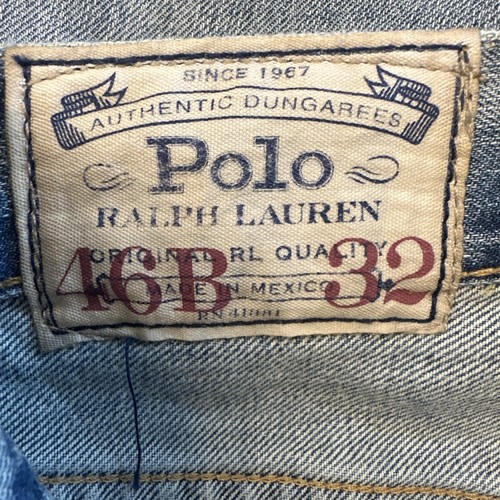 SINCE 1967
AUTHENTIC DUNGAREES
Polo
RALPH LAUREN
ORIGINAL RL QUALITY
46B 32
MADE IN MEXICO